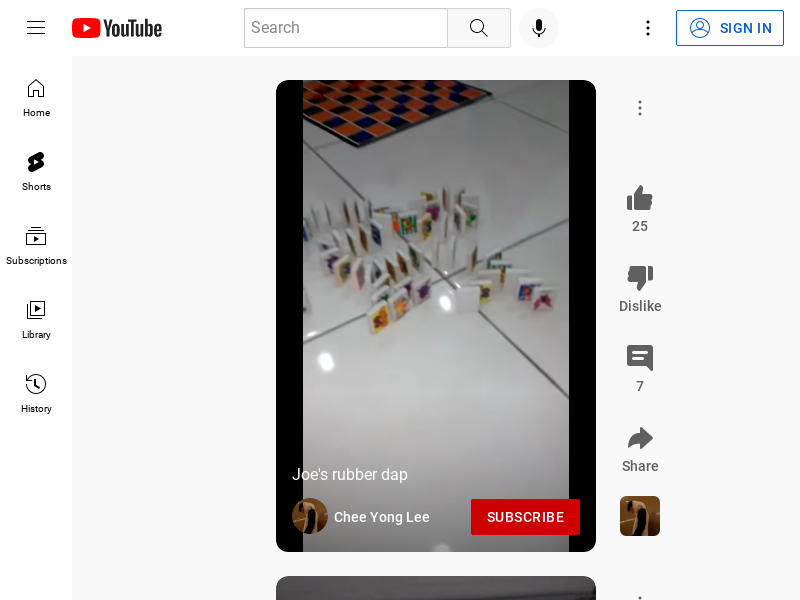 YouTube
Search
SIGN IN
Home
Shorts
Subscriptions
Library
History
25
Dislike
7
Share
Joe's rubber dap
Chee Yong Lee
SUBSCRIBE